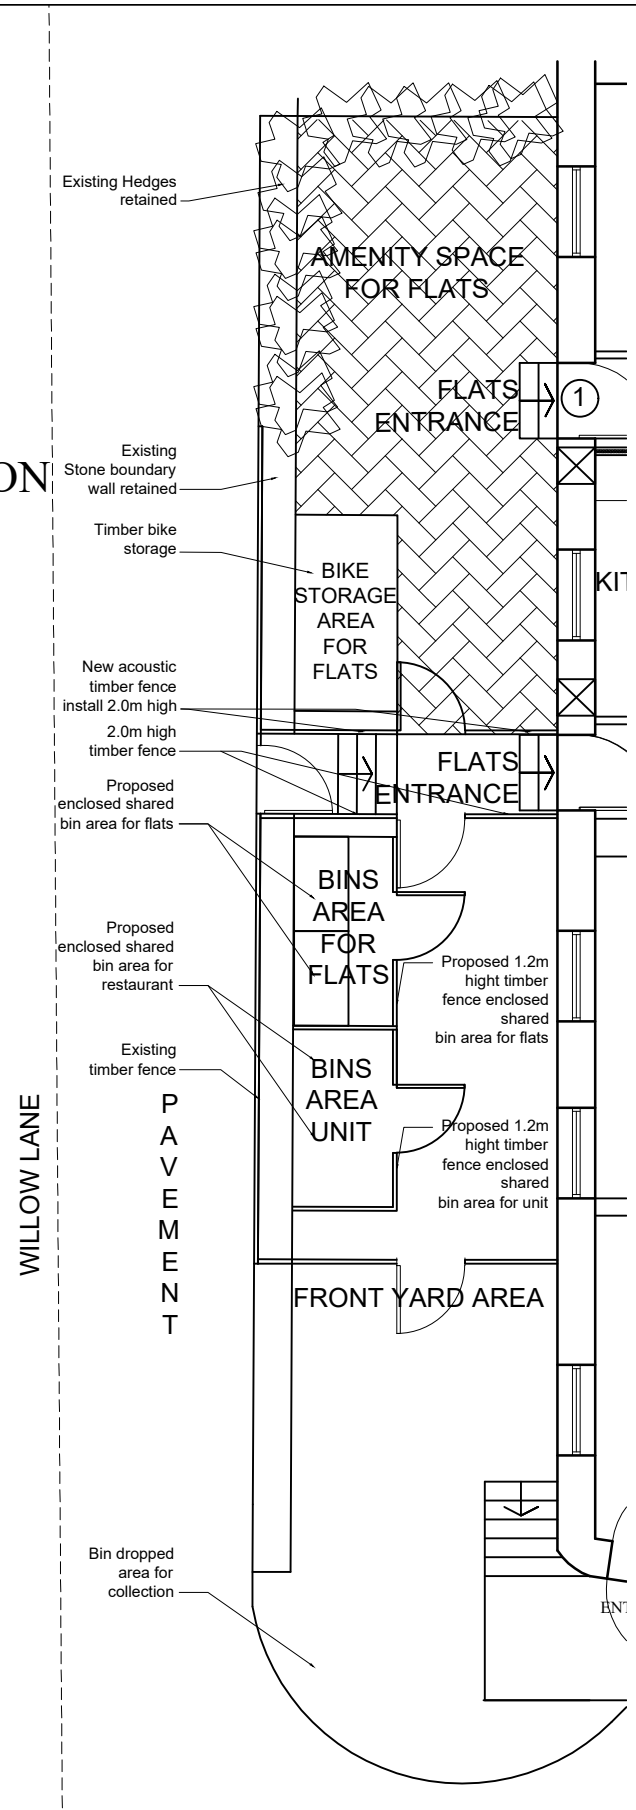 Existing Hedges
retained
AMENITY SPACE
FOR FLATS
FLATS
ENTRANCE
1
Existing
Stone boundary
wall retained
ON
Timber bike
storage
BIKE
STORAGE
AREA
FOR
FLATS
KIT
New acoustic
timber fence
install 2.0m high
2.0m high
timber fence
FLATS
ENTRANCE
Proposed
enclosed shared
bin area for flats
BINS
AREA
FOR
FLATS
Proposed
enclosed shared
bin area for
restaurant
Proposed 1.2m
hight timber
fence enclosed
shared
bin area for flats
Existing
timber fence
BINS
AREA
UNIT
Proposed 1.2m
hight timber
fence enclosed
shared
bin area for unit
WILLOW LANE
P
A
V
E
M
E
N
T
FRONT YARD AREA
Bin dropped
area for
collection
ENT